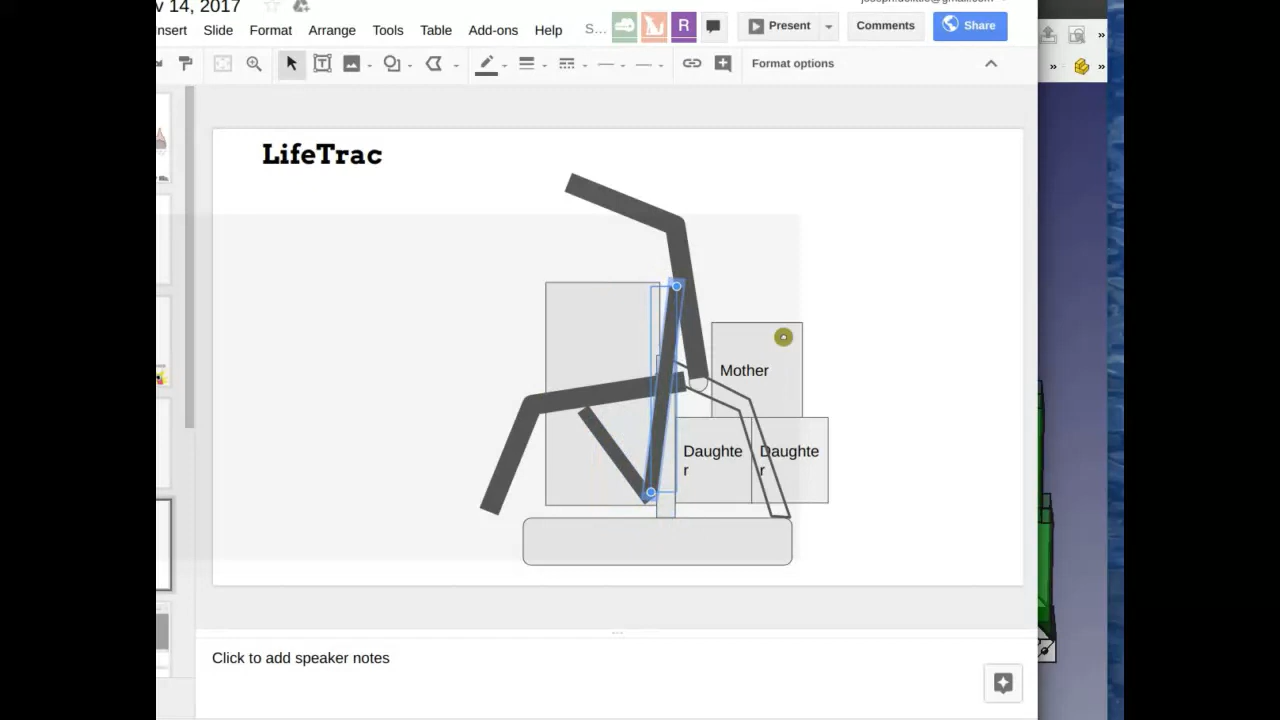 14, 2017
Insert Slide Format Arrange Tools Table Add-ons Help S...
R
Present
Comments
Share
Format options
LifeTrac
Mother
Daughte
r
Daughte
r
Click to add speaker notes